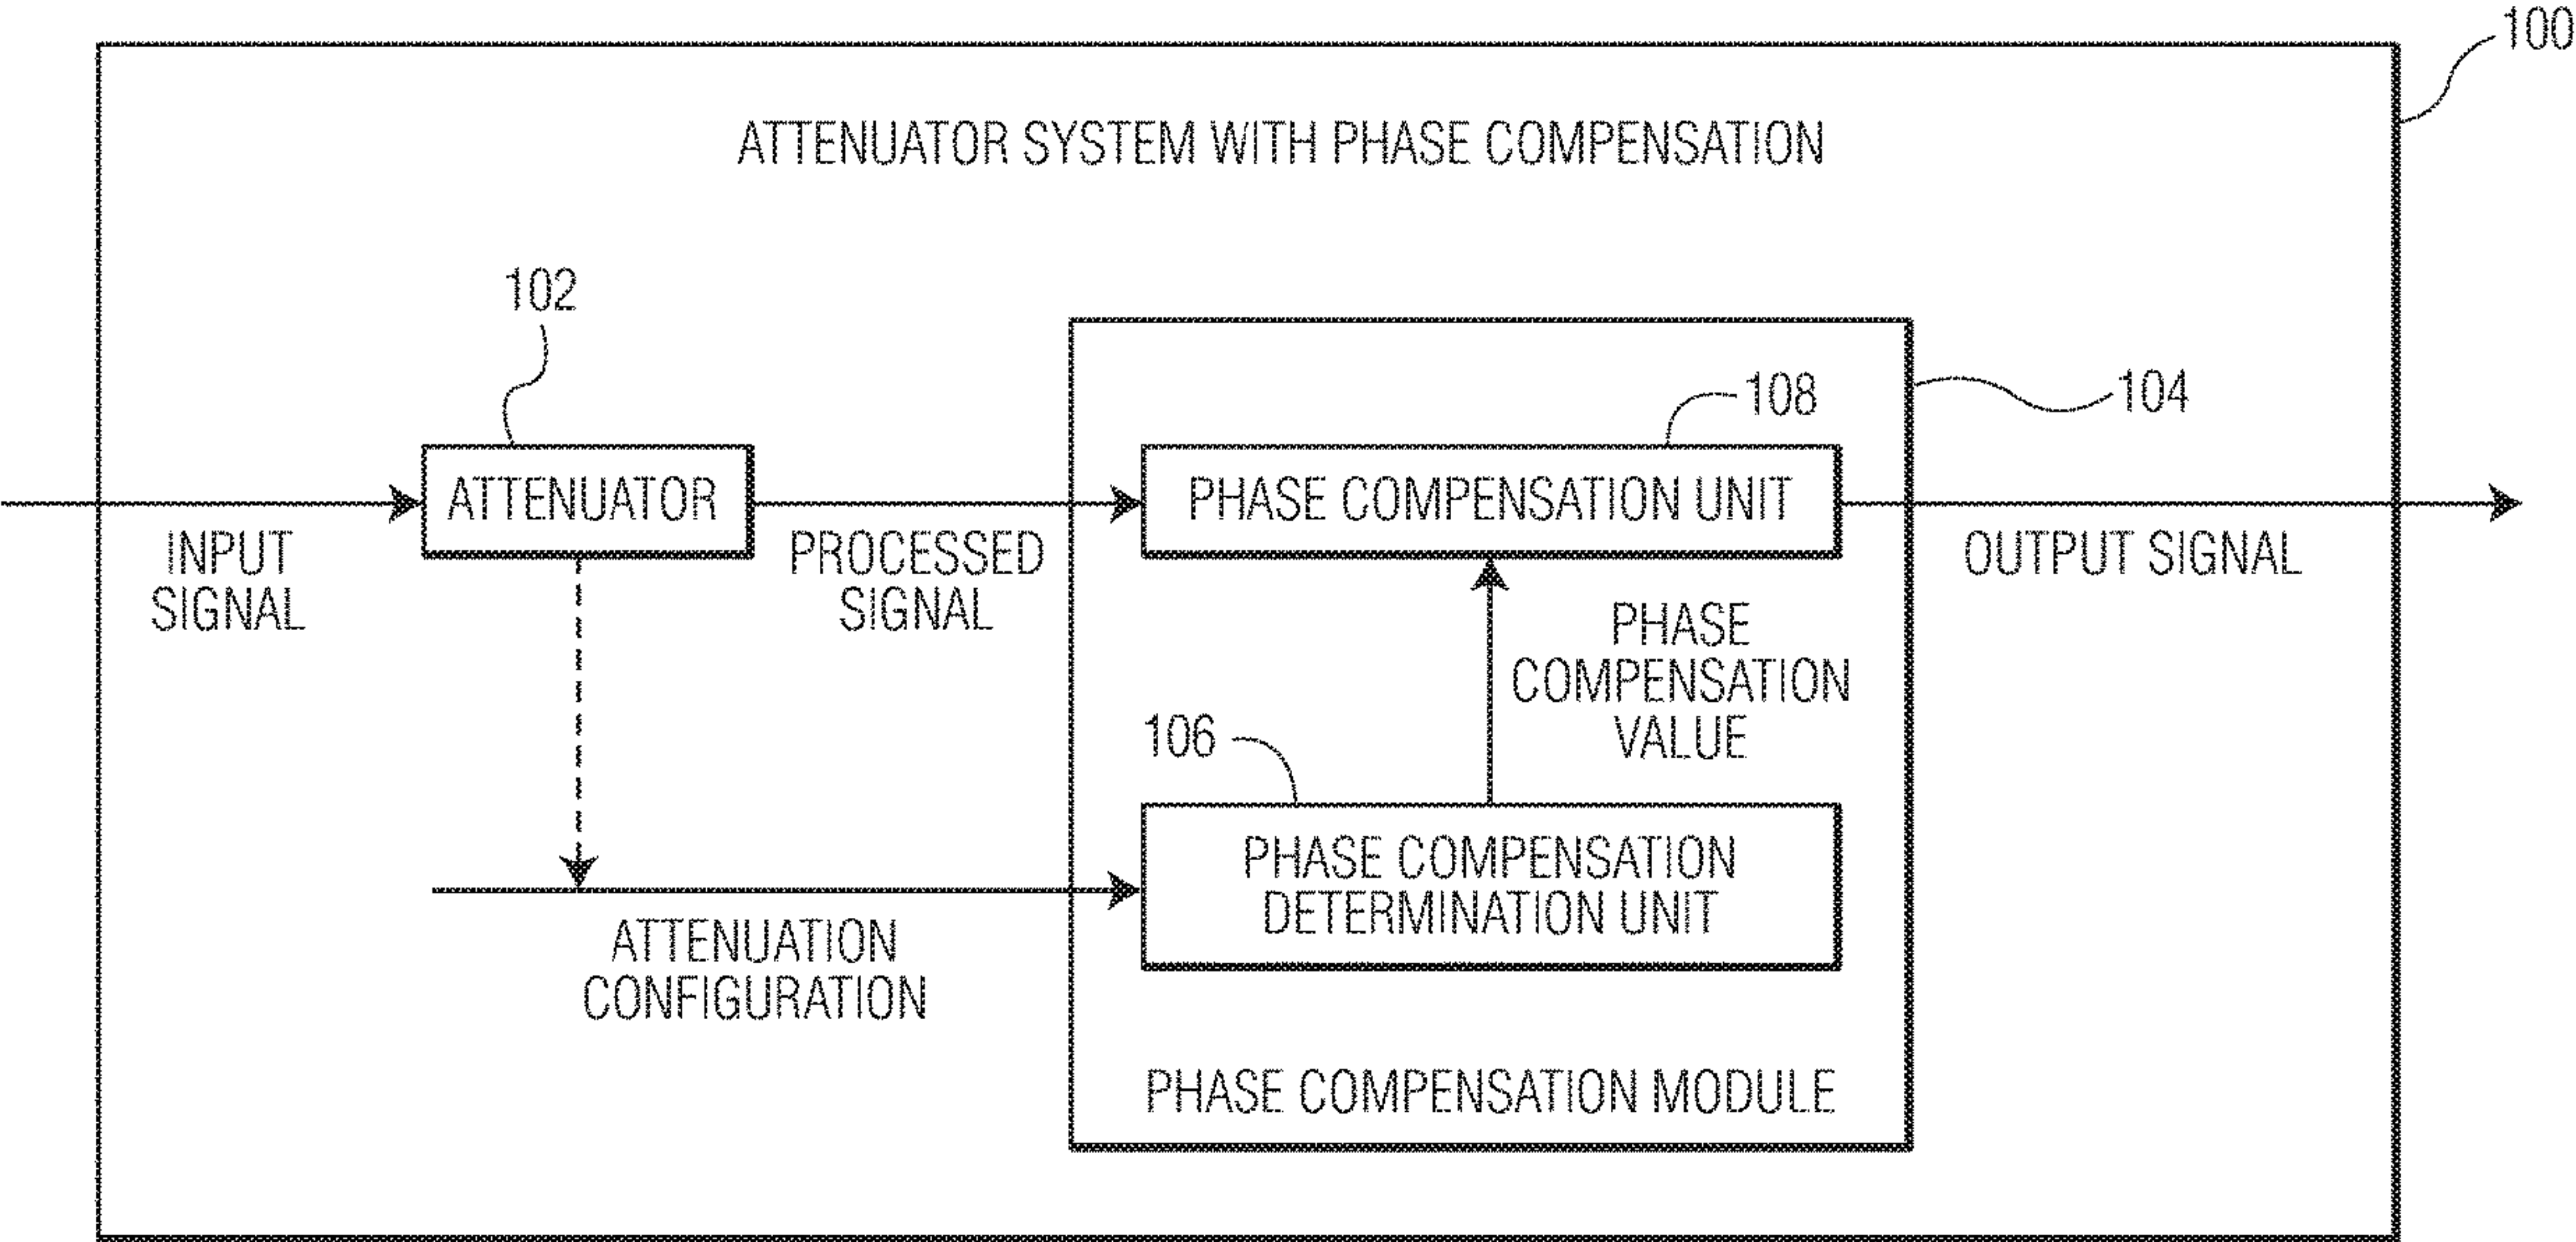 100
ATTENUATOR SYSTEM WITH PHASE COMPENSATION
102
108
104
ATTENUATOR
PHASE COMPENSATION UNIT
INPUT
SIGNAL
PROCESSED
SIGNAL
OUTPUT SIGNAL
PHASE
COMPENSATION
VALUE
106
PHASE COMPENSATION
DETERMINATION UNIT
ATTENUATION
CONFIGURATION
PHASE COMPENSATION MODULE